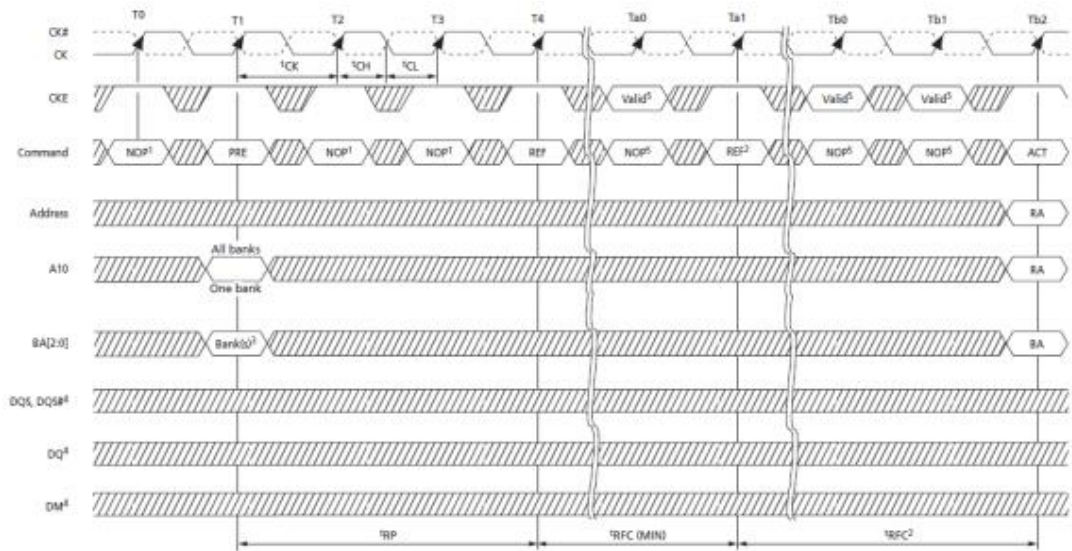 T0 T1 T2 T3 T4 Ta0 Ta1 Tb0 Tb1 Tb2
CK#
CK
tCK tCH tCL
CKE Valid5 Valid5 Valid5
Command NOP1 PRE NOP1 NOP1 REF NOP5 REF2 NOP5 NOP5 ACT
Address RA
All banks
A10 RA
One bank
BA[2:0] Bank(s)3 BA
DQS, DQS#4
DQ4
DM4
tRP tRFC (MIN) tRFC2